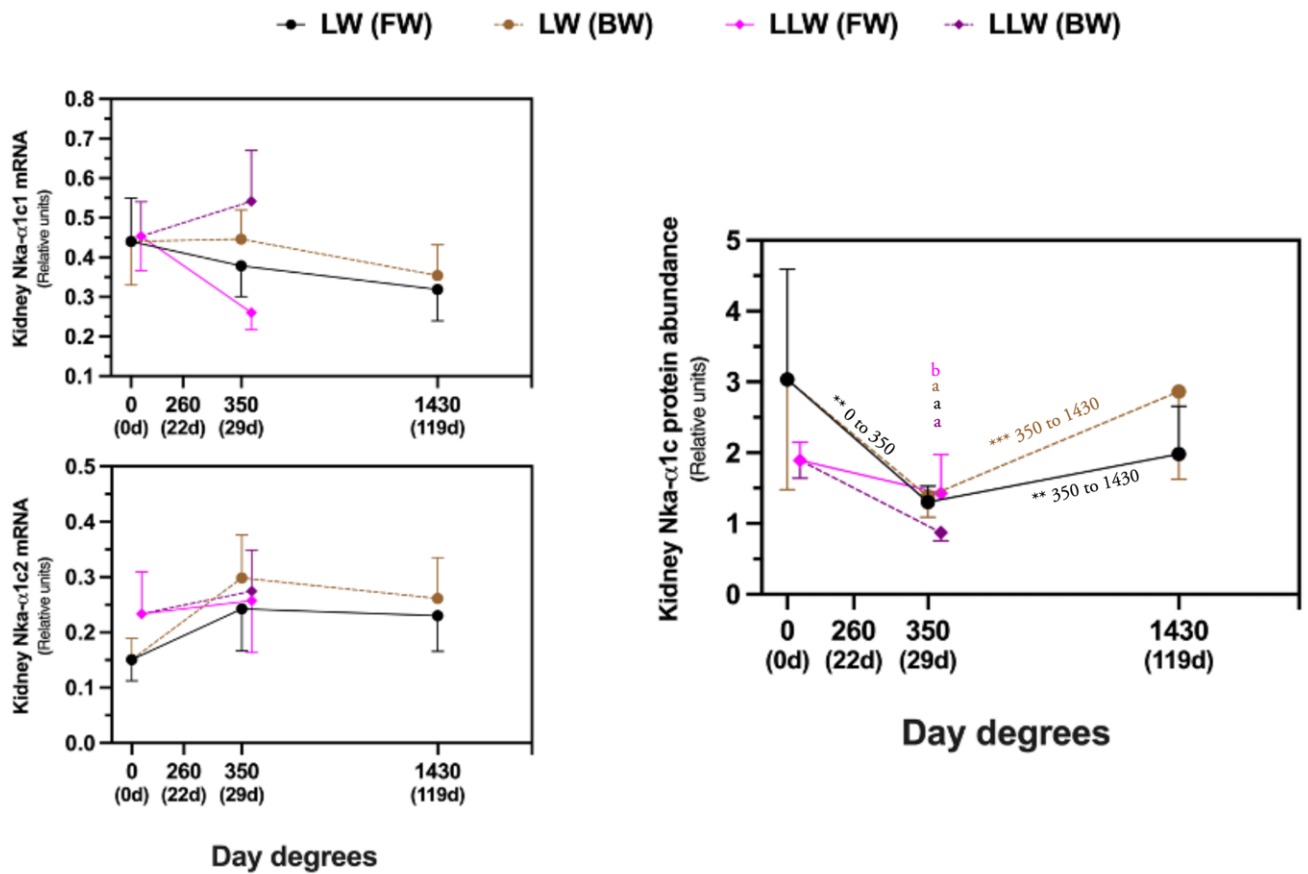 LW (FW) LW (BW) LLW (FW) LLW (BW)
Kidney Nka-α1c1 mRNA
(Relative units)
0.8
0.7
0.6
0.5
0.4
0.3
0.2
0.1
0 260 350 1430
(0d) (22d) (29d) (119d)
Kidney Nka-α1c2 mRNA
(Relative units)
0.5
0.4
0.3
0.2
0.1
0.0
0 260 350 1430
(0d) (22d) (29d) (119d)
Day degrees
Kidney Nka-α1c protein abundance
(Relative units)
5
4
3
2
1
0
b
a
a
a
** 0 to 350
*** 350 to 1430
** 350 to 1430
0 260 350 1430
(0d) (22d) (29d) (119d)
Day degrees